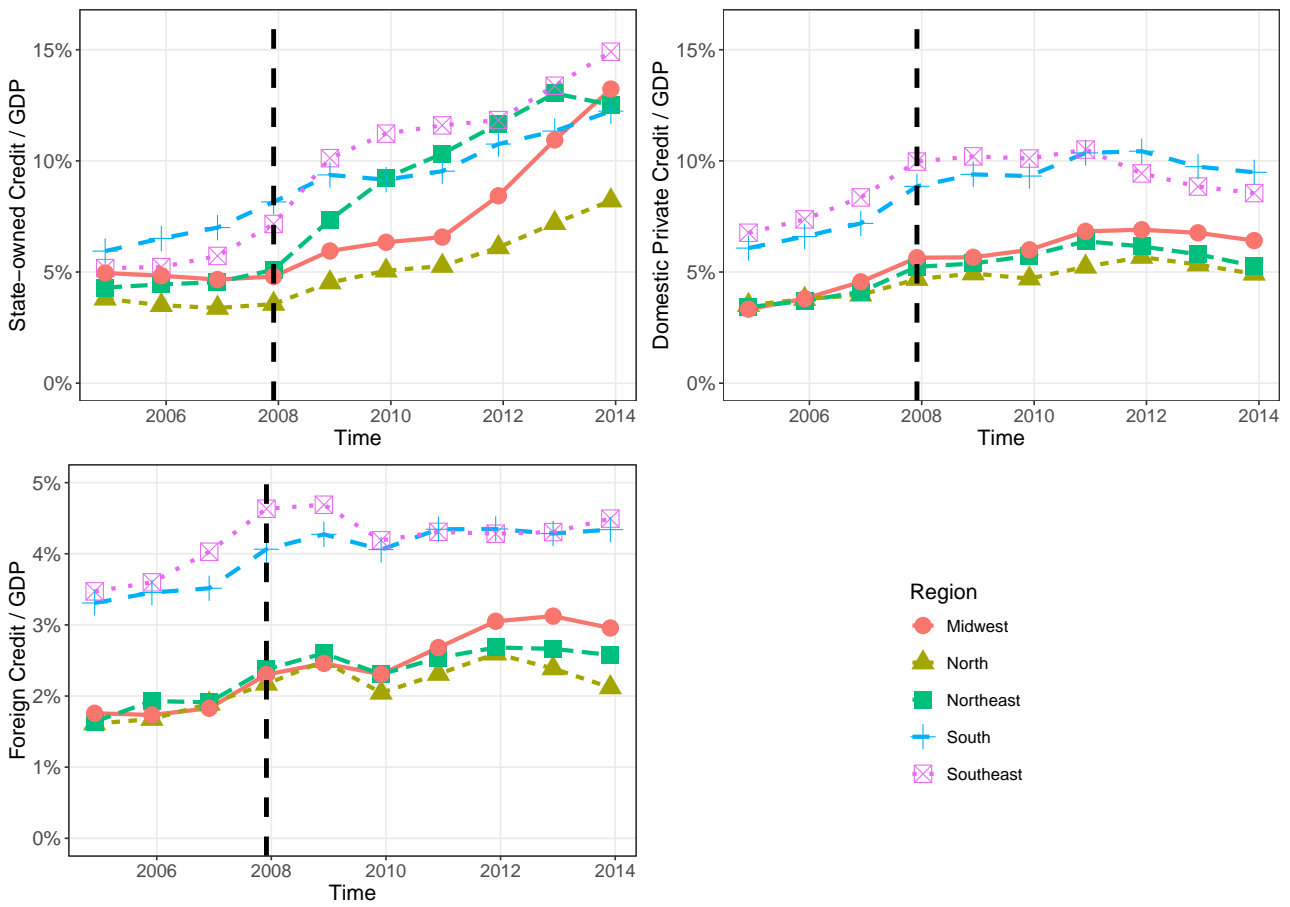 State−owned Credit / GDP
15%
10%
5%
0%
2006 2008 2010 2012 2014
Time
Domestic Private Credit / GDP
15%
10%
5%
0%
2006 2008 2010 2012 2014
Time
Foreign Credit / GDP
5%
4%
3%
2%
1%
0%
2006 2008 2010 2012 2014
Time
Region
Midwest
North
Northeast
South
Southeast